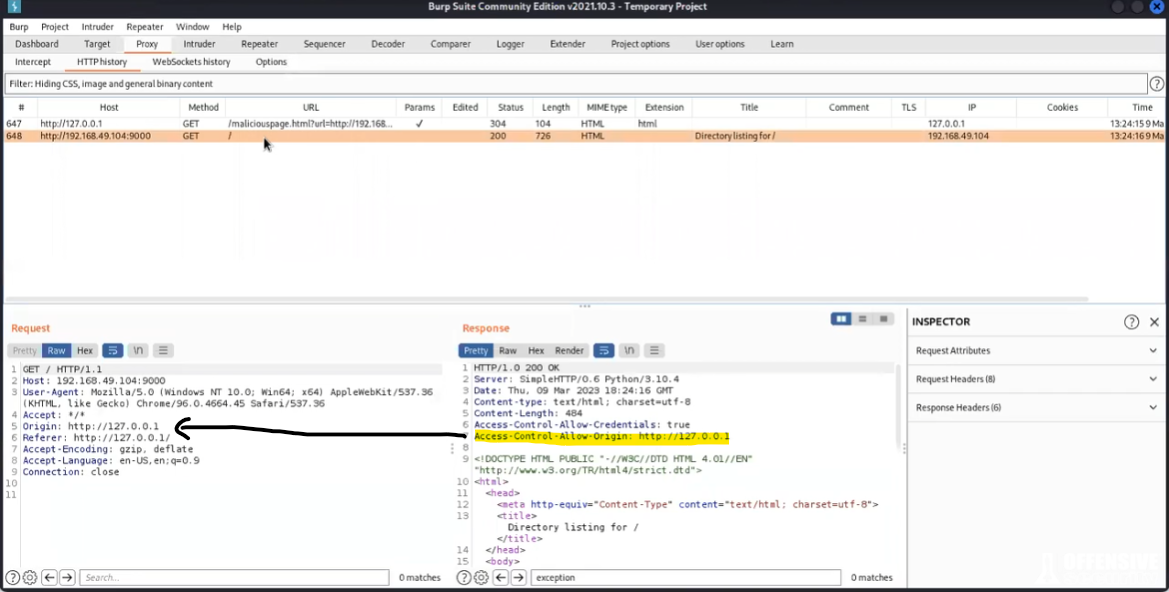 Burp Suite Community Edition v2021.10.3 - Temporary Project
Burp Project Intruder Repeater Window Help
Dashboard Target Proxy Intruder Repeater Sequencer Decoder Comparer Logger Extender Project options User options Learn
Intercept HTTP history WebSockets history Options
Filter: Hiding CSS, image and general binary content
# Host Method URL Params Edited Status Length MIME type Extension Title Comment TLS IP Cookies Time
647 http://127.0.0.1 GET /maliciouspage.html?url=http://192.168... ✓ 304 104 HTML html 127.0.0.1 13:24:15 9 Ma
648 http://192.168.49.104:9000 GET / 200 726 HTML Directory listing for / 192.168.49.104 13:24:16 9 Ma
Request
Pretty Raw Hex \n
1 GET / HTTP/1.1
2 Host: 192.168.49.104:9000
3 User-Agent: Mozilla/5.0 (Windows NT 10.0; Win64; x64) AppleWebKit/537.36
(KHTML, like Gecko) Chrome/96.0.4664.45 Safari/537.36
4 Accept: */*
5 Origin: http://127.0.0.1
6 Referer: http://127.0.0.1/
7 Accept-Encoding: gzip, deflate
8 Accept-Language: en-US,en;q=0.9
9 Connection: close
10
11
Search... 0 matches
Response
Pretty Raw Hex Render \n
1 HTTP/1.0 200 OK
2 Server: SimpleHTTP/0.6 Python/3.10.4
3 Date: Thu, 09 Mar 2023 18:24:16 GMT
4 Content-type: text/html; charset=utf-8
5 Content-Length: 484
6 Access-Control-Allow-Credentials: true
7 Access-Control-Allow-Origin: http://127.0.0.1
8
9 <!DOCTYPE HTML PUBLIC "-//W3C//DTD HTML 4.01//EN"
"http://www.w3.org/TR/html4/strict.dtd">
10 <html>
11 <head>
12 <meta http-equiv="Content-Type" content="text/html; charset=utf-8">
13 <title>
Directory listing for /
</title>
14 </head>
15 <body>
exception 0 matches
INSPECTOR
Request Attributes
Request Headers (8)
Response Headers (6)
OFFENSIVE